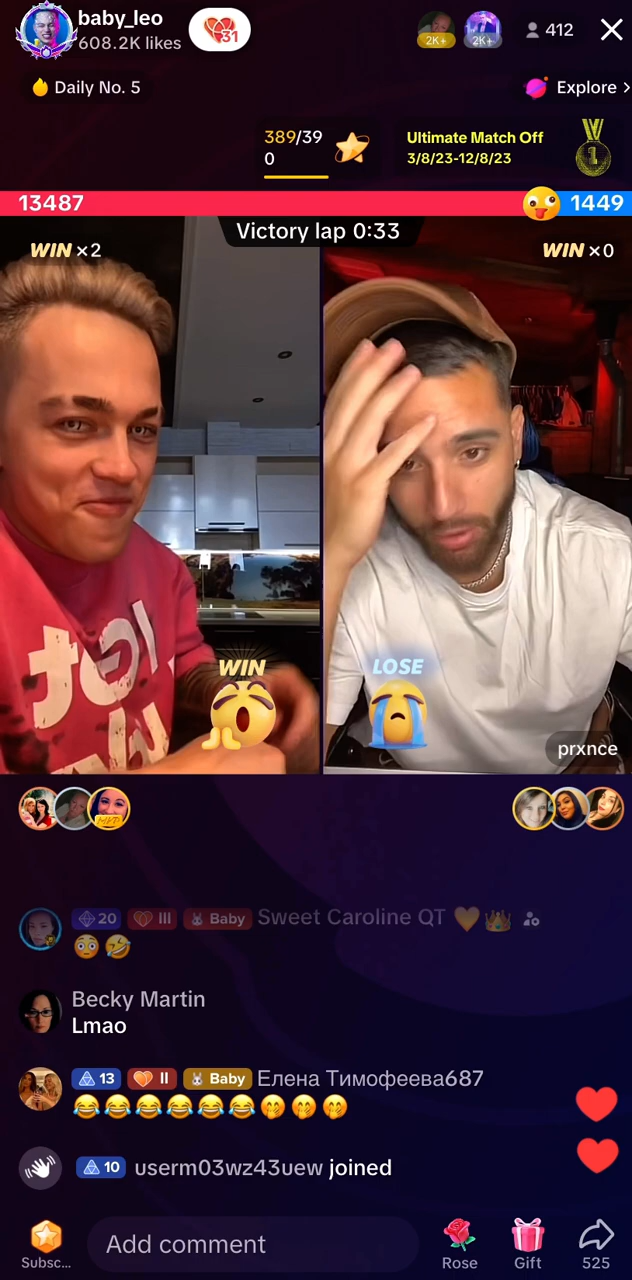 baby_leo
608.2K likes
31
2K+
2K+
412
Daily No. 5
Explore >
389/39
0
Ultimate Match Off
3/8/23-12/8/23
1
13487
1449
Victory lap 0:33
WIN ×2
WIN ×0
WIN
LOSE
prxnce
MVP
20 III Baby Sweet Caroline QT 💛👑
😳🤣
Becky Martin
Lmao
13 II Baby Елена Тимофеева687
😂😂😂😂😂😂🤭🤭🤭
10 userm03wz43uew joined
Subsc...
Add comment
Rose
Gift
525